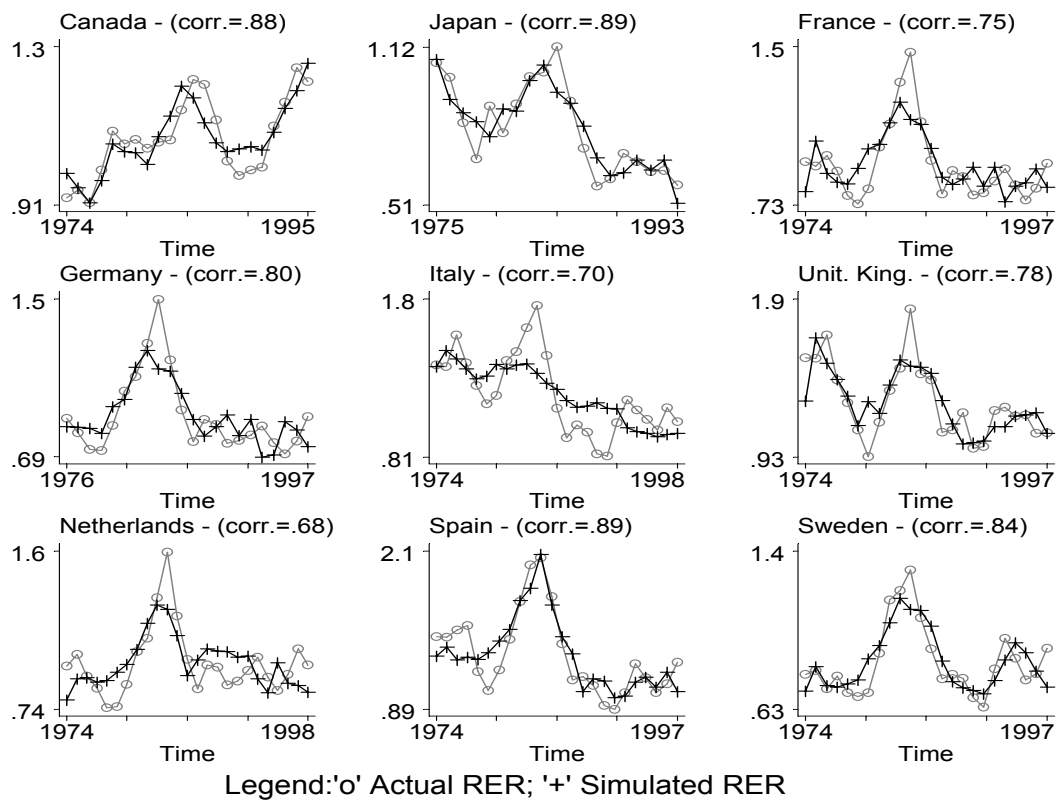 Canada - (corr.=.88)
1.3
.91
1974
1995
Time
Japan - (corr.=.89)
1.12
.51
1975
1993
Time
France - (corr.=.75)
1.5
.73
1974
1997
Time
Germany - (corr.=.80)
1.5
.69
1976
1997
Time
Italy - (corr.=.70)
1.8
.81
1974
1998
Time
Unit. King. - (corr.=.78)
1.9
.93
1974
1997
Time
Netherlands - (corr.=.68)
1.6
.74
1974
1998
Time
Spain - (corr.=.89)
2.1
.89
1974
1997
Time
Sweden - (corr.=.84)
1.4
.63
1974
1997
Time
Legend:'o' Actual RER; '+' Simulated RER